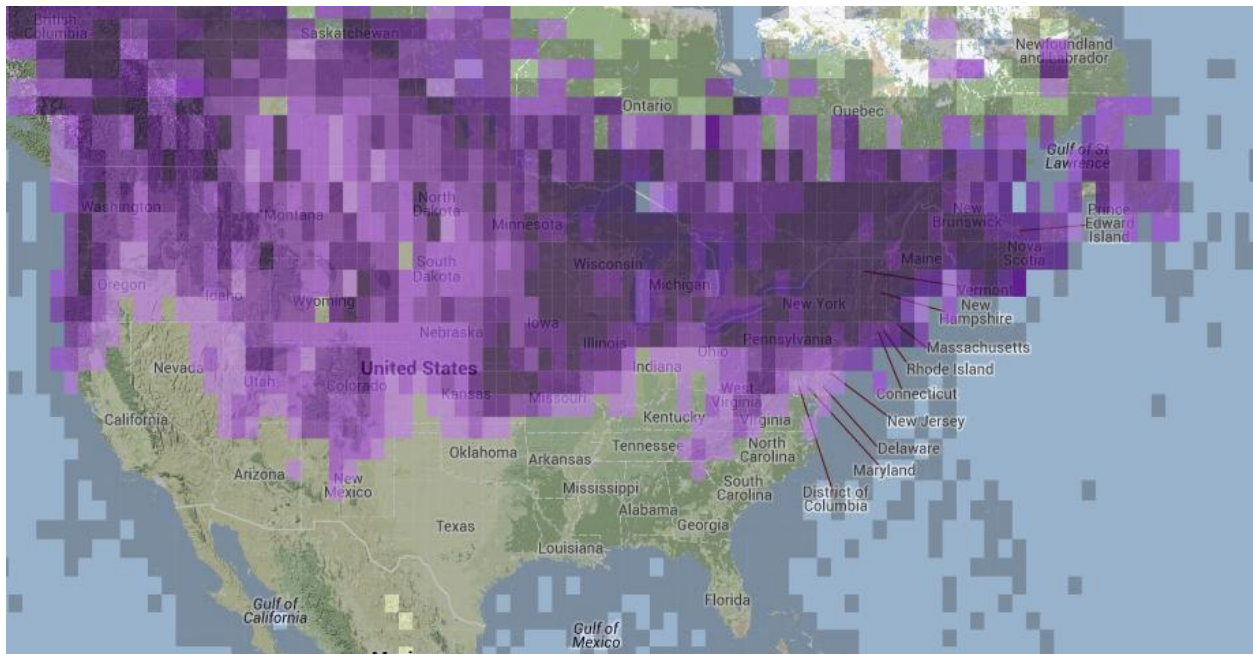 British
Columbia
Saskatchewan
Newfoundland
and Labrador
Ontario
Quebec
Gulf of St
Lawrence
Washington
Montana
North
Dakota
Minnesota
New
Brunswick
Prince
Edward
Island
Nova
Scotia
Maine
Wisconsin
South
Dakota
Michigan
Oregon
Idaho
Wyoming
Vermont
New
Hampshire
New York
Iowa
Nebraska
Illinois
Pennsylvania
Massachusetts
Ohio
Rhode Island
Nevada
United States
Indiana
Utah
Colorado
Kansas
Missouri
West
Virginia
Connecticut
California
Kentucky
Virginia
New Jersey
Tennessee
North
Carolina
Delaware
Oklahoma
Arkansas
Maryland
Arizona
New
Mexico
Mississippi
South
Carolina
District of
Columbia
Alabama
Georgia
Texas
Louisiana
Florida
Gulf of
California
Gulf of
Mexico